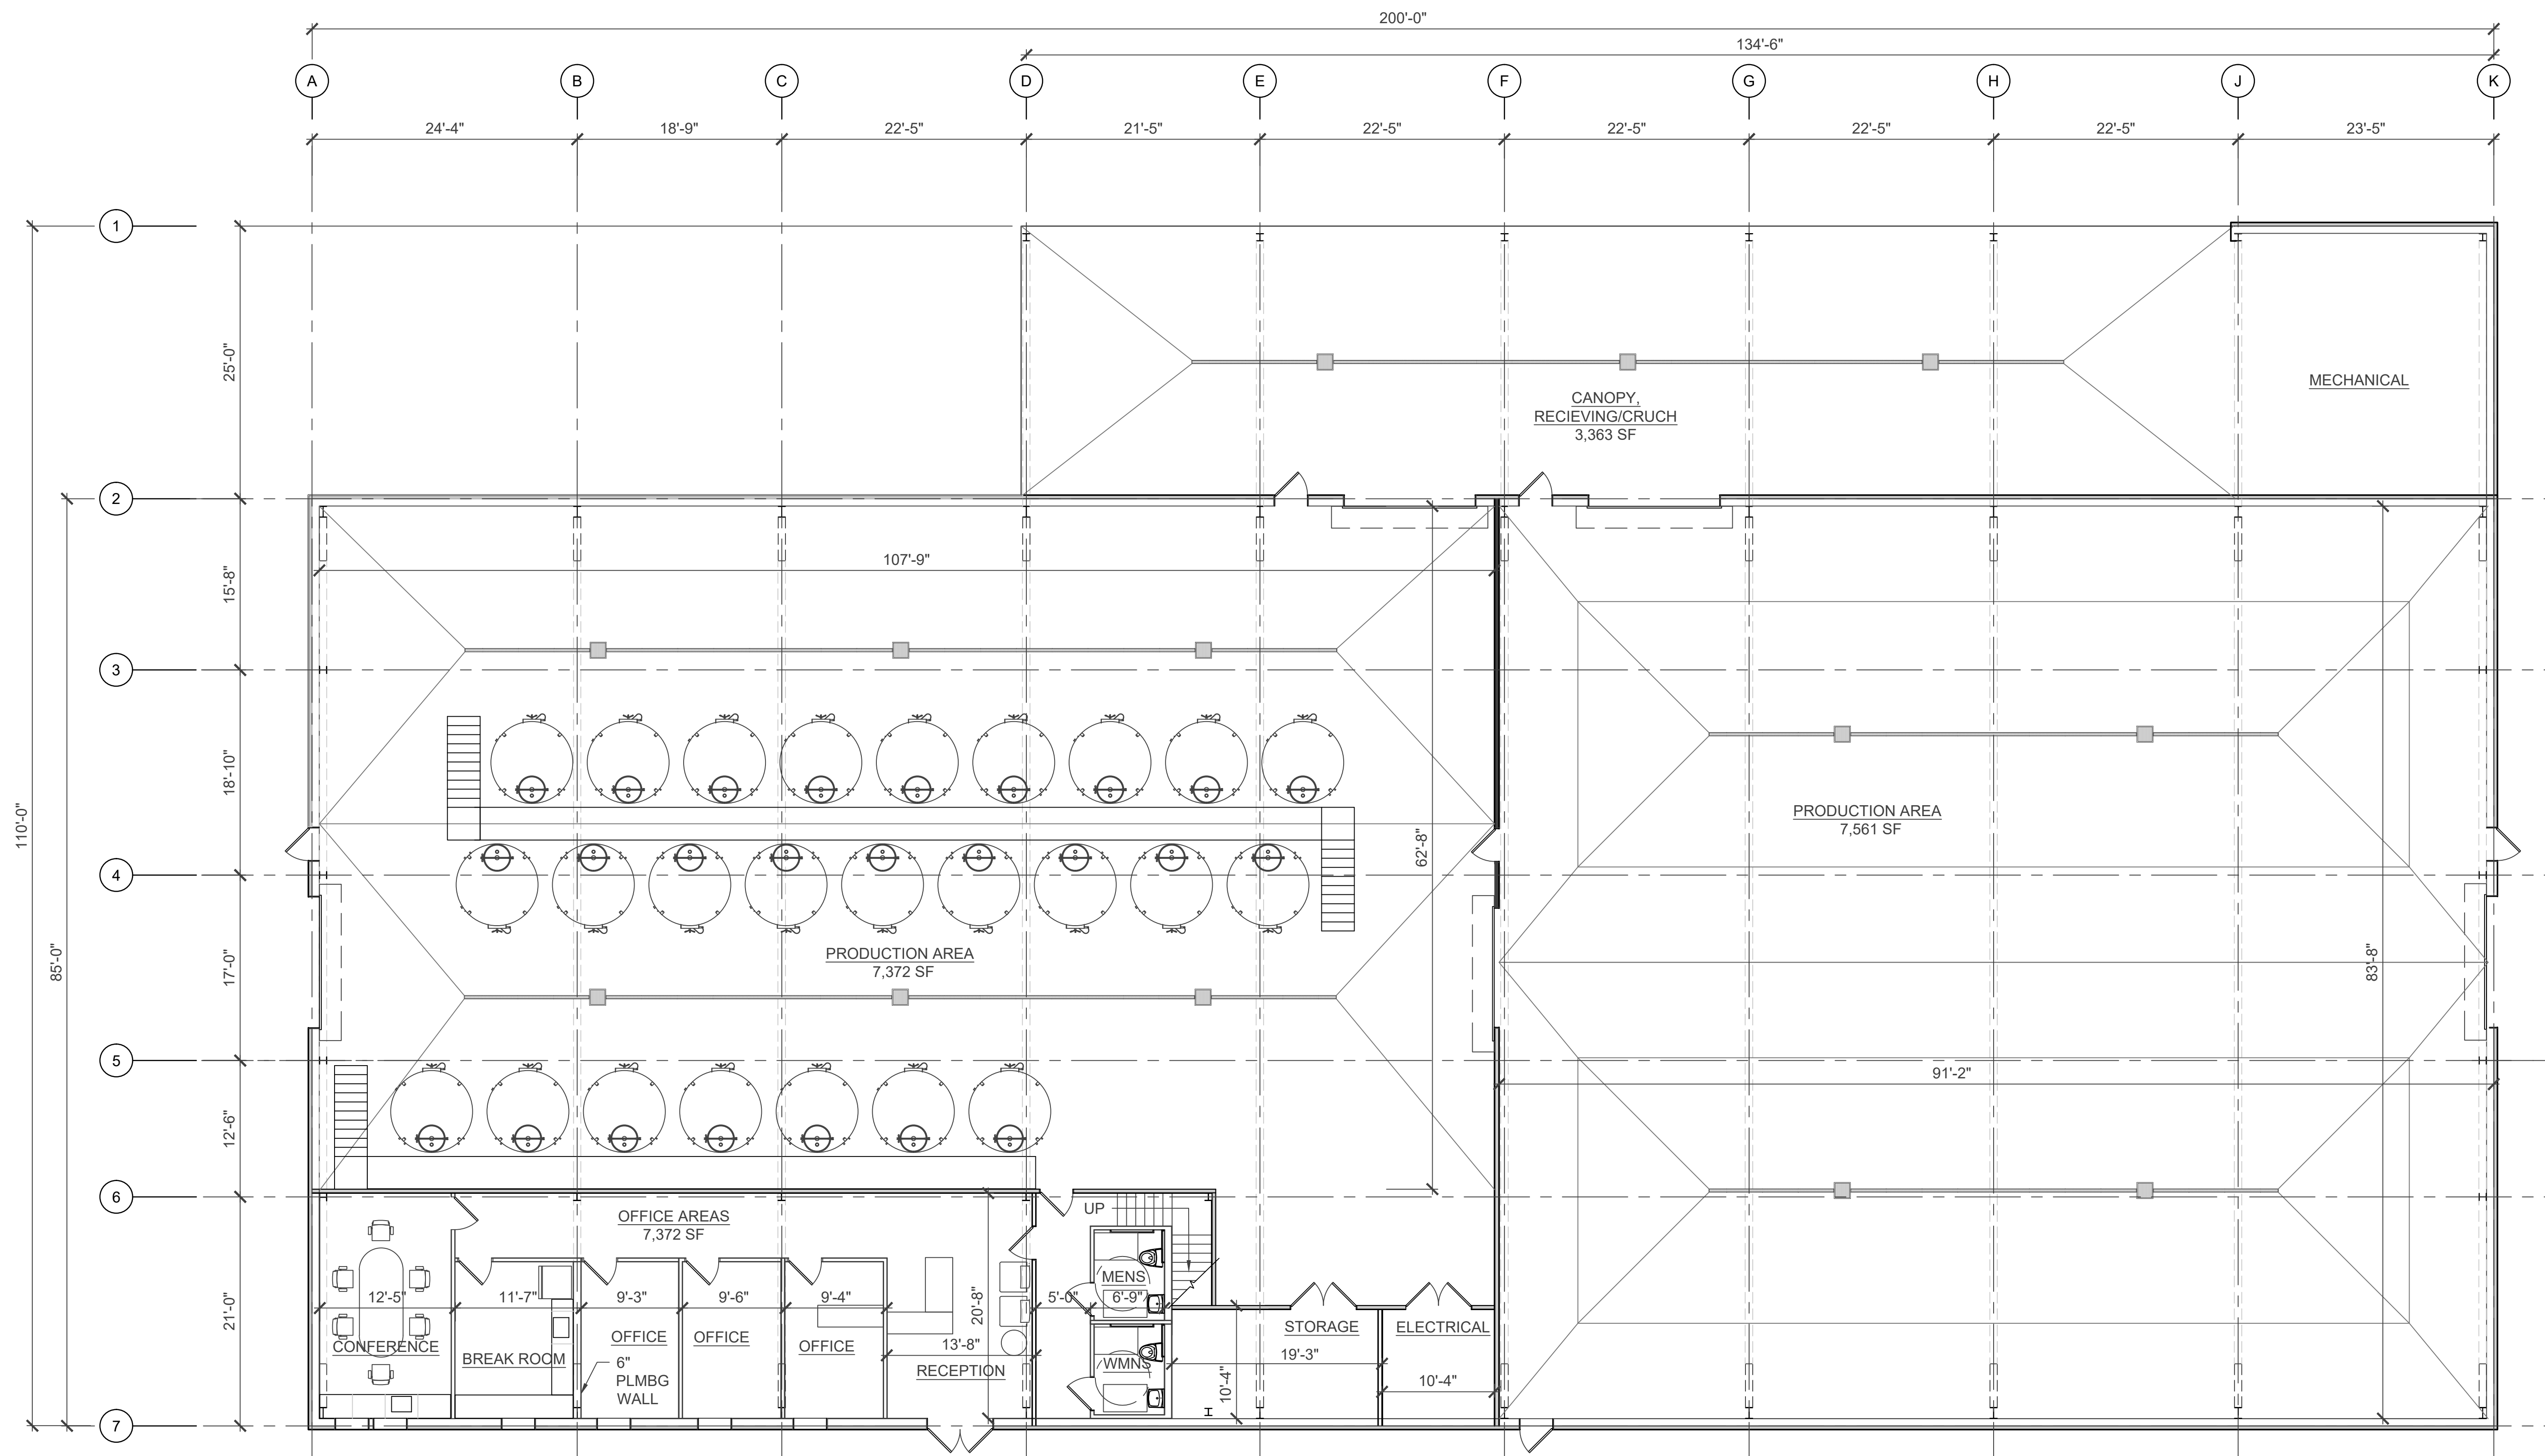 200'-0"
134'-6"
A B C D E F G H J K
24'-4" 18'-9" 22'-5" 21'-5" 22'-5" 22'-5" 22'-5" 22'-5" 23'-5"
1
25'-0"
MECHANICAL
CANOPY,
RECIEVING/CRUCH
3,363 SF
2
107'-9"
15'-8"
3
18'-10"
110'-0"
PRODUCTION AREA
7,561 SF
62'-8"
4
85'-0"
17'-0"
PRODUCTION AREA
7,372 SF
83'-8"
5
91'-2"
12'-6"
6
UP
OFFICE AREAS
7,372 SF
MENS
21'-0"
12'-5" 11'-7" 9'-3" 9'-6" 9'-4" 20'-8" 5'-0" 6'-9"
STORAGE ELECTRICAL
CONFERENCE BREAK ROOM OFFICE OFFICE OFFICE
13'-8"
RECEPTION
WMNS
19'-3"
10'-4"
10'-4"
6"
PLMBG
WALL
7